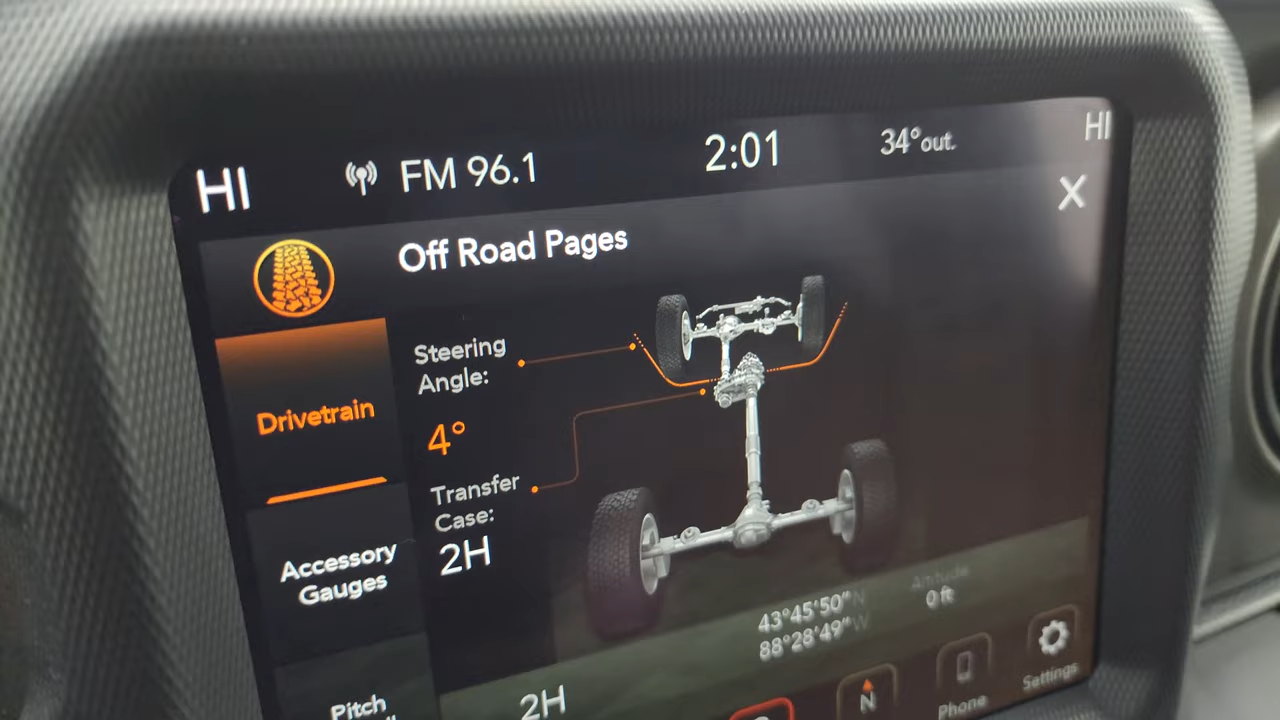 HI
FM 96.1
2:01
34°out.
HI
X
Off Road Pages
Steering
Angle:
4°
Drivetrain
Transfer
Case:
2H
Accessory
Gauges
43°45'50"N
88°28'49"W
Altitude
0 ft
Pitch
2H
N
Phone
Settings